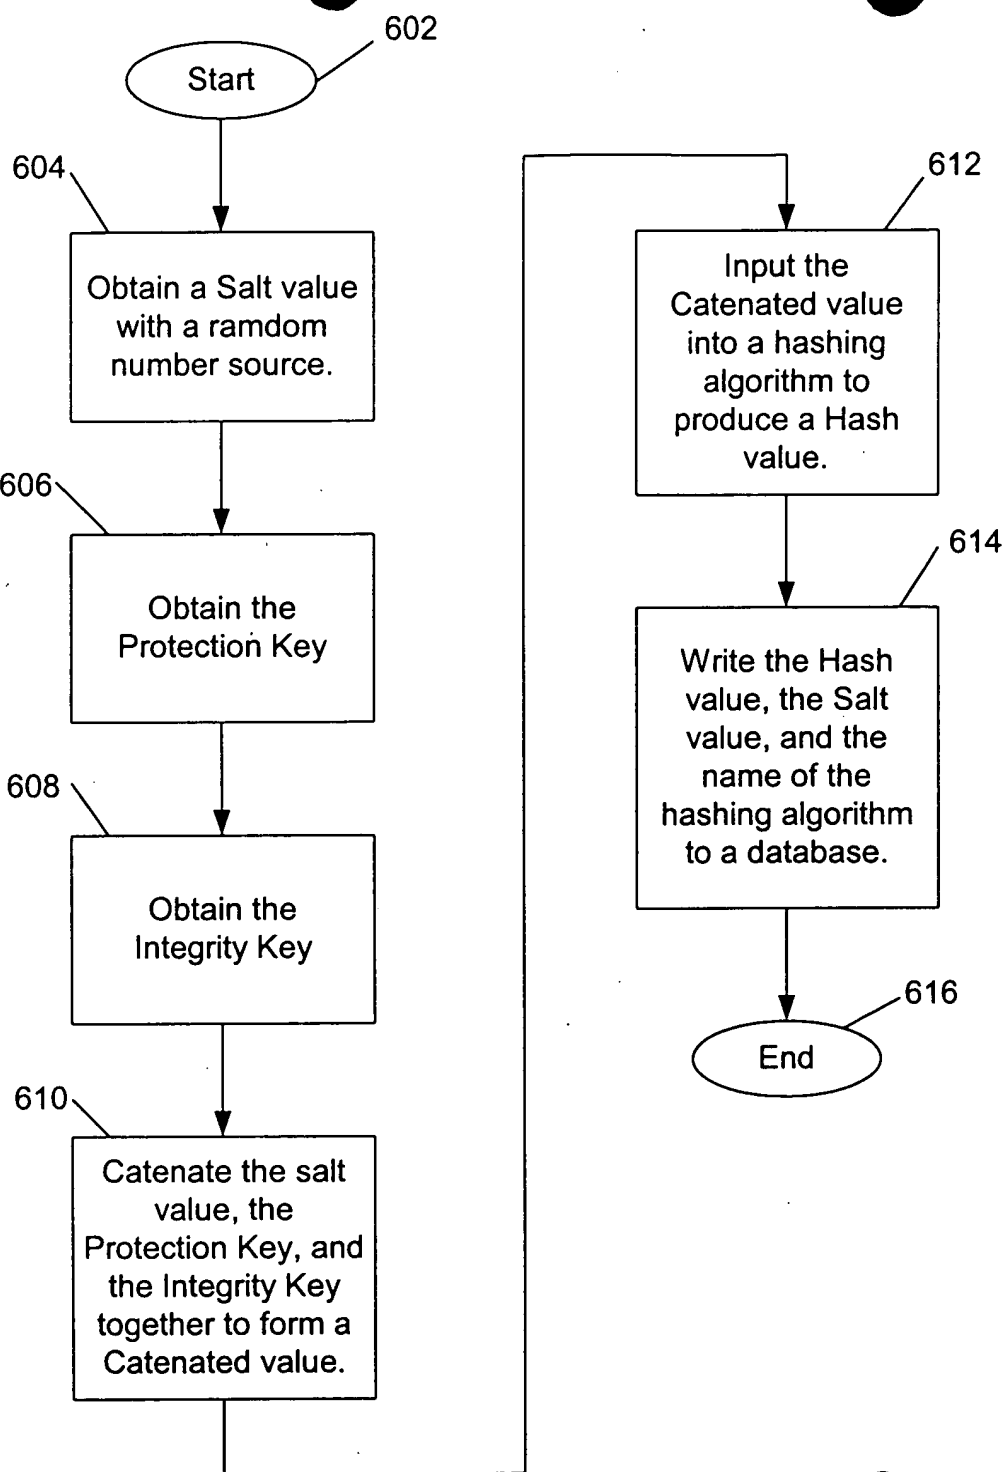 602
Start
604
Obtain a Salt value
with a ramdom
number source.
606
Obtain the
Protection Key
608
Obtain the
Integrity Key
610
Catenate the salt
value, the
Protection Key, and
the Integrity Key
together to form a
Catenated value.
612
Input the
Catenated value
into a hashing
algorithm to
produce a Hash
value.
614
Write the Hash
value, the Salt
value, and the
name of the
hashing algorithm
to a database.
616
End